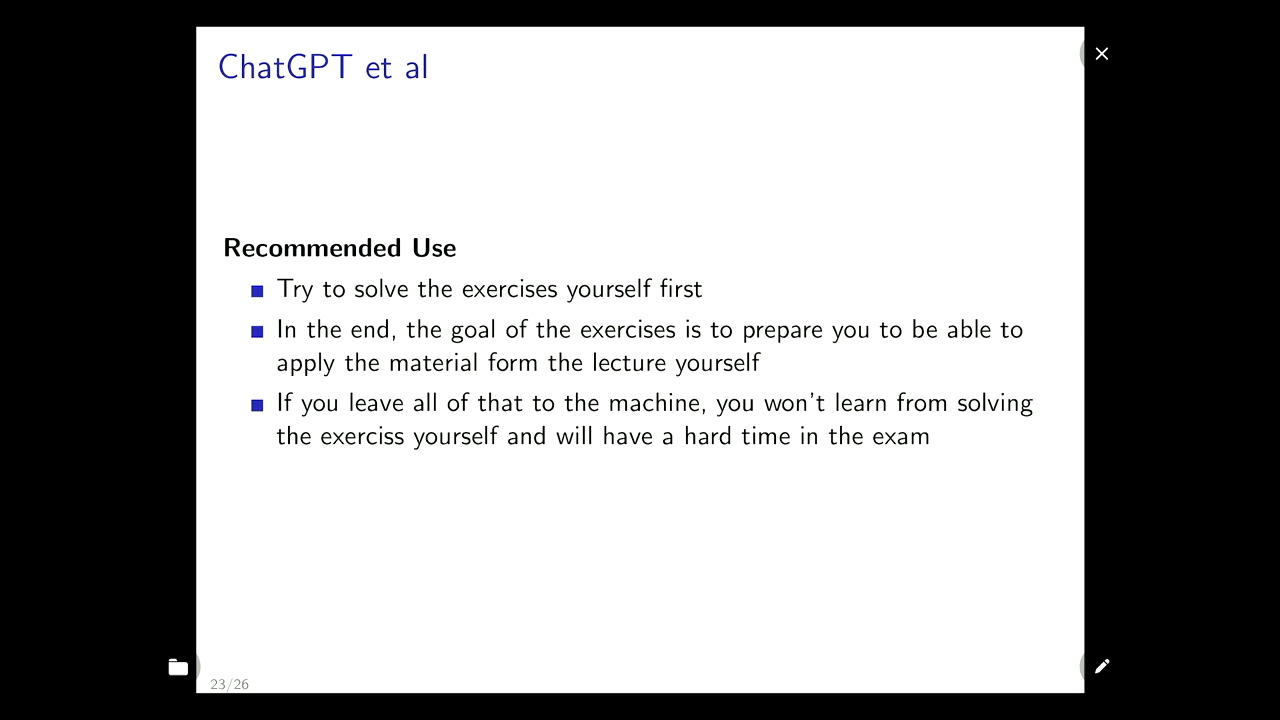 ChatGPT et al
Recommended Use
Try to solve the exercises yourself first
In the end, the goal of the exercises is to prepare you to be able to
apply the material form the lecture yourself
If you leave all of that to the machine, you won't learn from solving
the exerciss yourself and will have a hard time in the exam
23/26